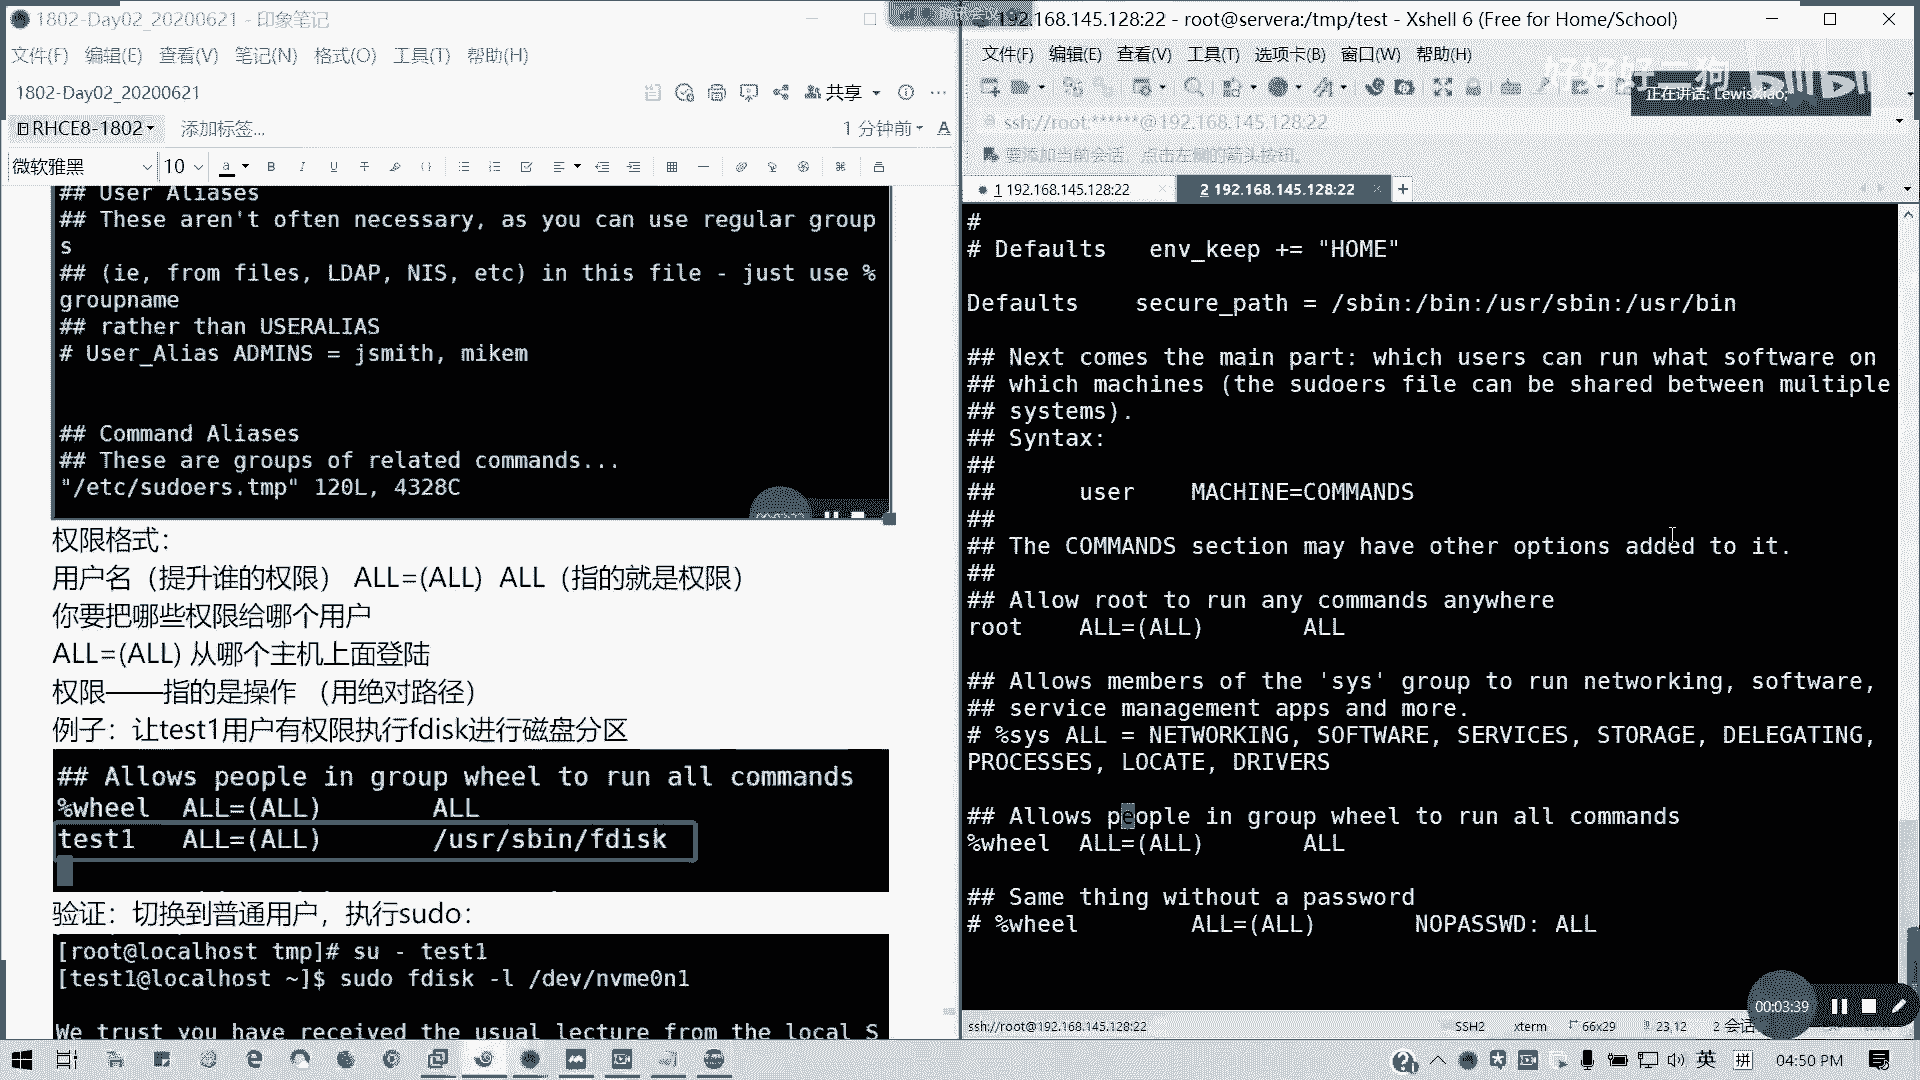 1802-Day02_20200621 - 印象笔记
文件(F) 编辑(E) 查看(V) 笔记(N) 格式(O) 工具(T) 帮助(H)
1802-Day02_20200621
共享
RHCE8-1802
添加标签...
1 分钟前
微软雅黑 10
## User Aliases
## These aren't often necessary, as you can use regular group
s
## (ie, from files, LDAP, NIS, etc) in this file - just use %
groupname
## rather than USERALIAS
# User_Alias ADMINS = jsmith, mikem
## Command Aliases
## These are groups of related commands...
"/etc/sudoers.tmp" 120L, 4328C
权限格式：
用户名（提升谁的权限） ALL=(ALL) ALL（指的就是权限）
你要把哪些权限给哪个用户
ALL=(ALL) 从哪个主机上面登陆
权限——指的是操作 （用绝对路径）
例子：让test1用户有权限执行fdisk进行磁盘分区
## Allows people in group wheel to run all commands
%wheel ALL=(ALL) ALL
test1 ALL=(ALL) /usr/sbin/fdisk
验证：切换到普通用户，执行sudo：
[root@localhost tmp]# su - test1
[test1@localhost ~]$ sudo fdisk -l /dev/nvme0n1
We trust you have received the usual lecture from the local S
192.168.145.128:22 - root@servera:/tmp/test - Xshell 6 (Free for Home/School)
文件(F) 编辑(E) 查看(V) 工具(T) 选项卡(B) 窗口(W) 帮助(H)
好好好二狗 bilibili
正在讲话: LewisXiao;
ssh://root:******@192.168.145.128:22
要添加当前会话，点击左侧的箭头按钮。
1 192.168.145.128:22
2 192.168.145.128:22
#
# Defaults env_keep += "HOME"
Defaults secure_path = /sbin:/bin:/usr/sbin:/usr/bin
## Next comes the main part: which users can run what software on
## which machines (the sudoers file can be shared between multiple
## systems).
## Syntax:
##
## user MACHINE=COMMANDS
##
## The COMMANDS section may have other options added to it.
##
## Allow root to run any commands anywhere
root ALL=(ALL) ALL
## Allows members of the 'sys' group to run networking, software,
## service management apps and more.
# %sys ALL = NETWORKING, SOFTWARE, SERVICES, STORAGE, DELEGATING,
PROCESSES, LOCATE, DRIVERS
## Allows people in group wheel to run all commands
%wheel ALL=(ALL) ALL
## Same thing without a password
# %wheel ALL=(ALL) NOPASSWD: ALL
00:03:39
ssh://root@192.168.145.128:22 SSH2 xterm 66x29 23,12 2 会话
英 拼 04:50 PM